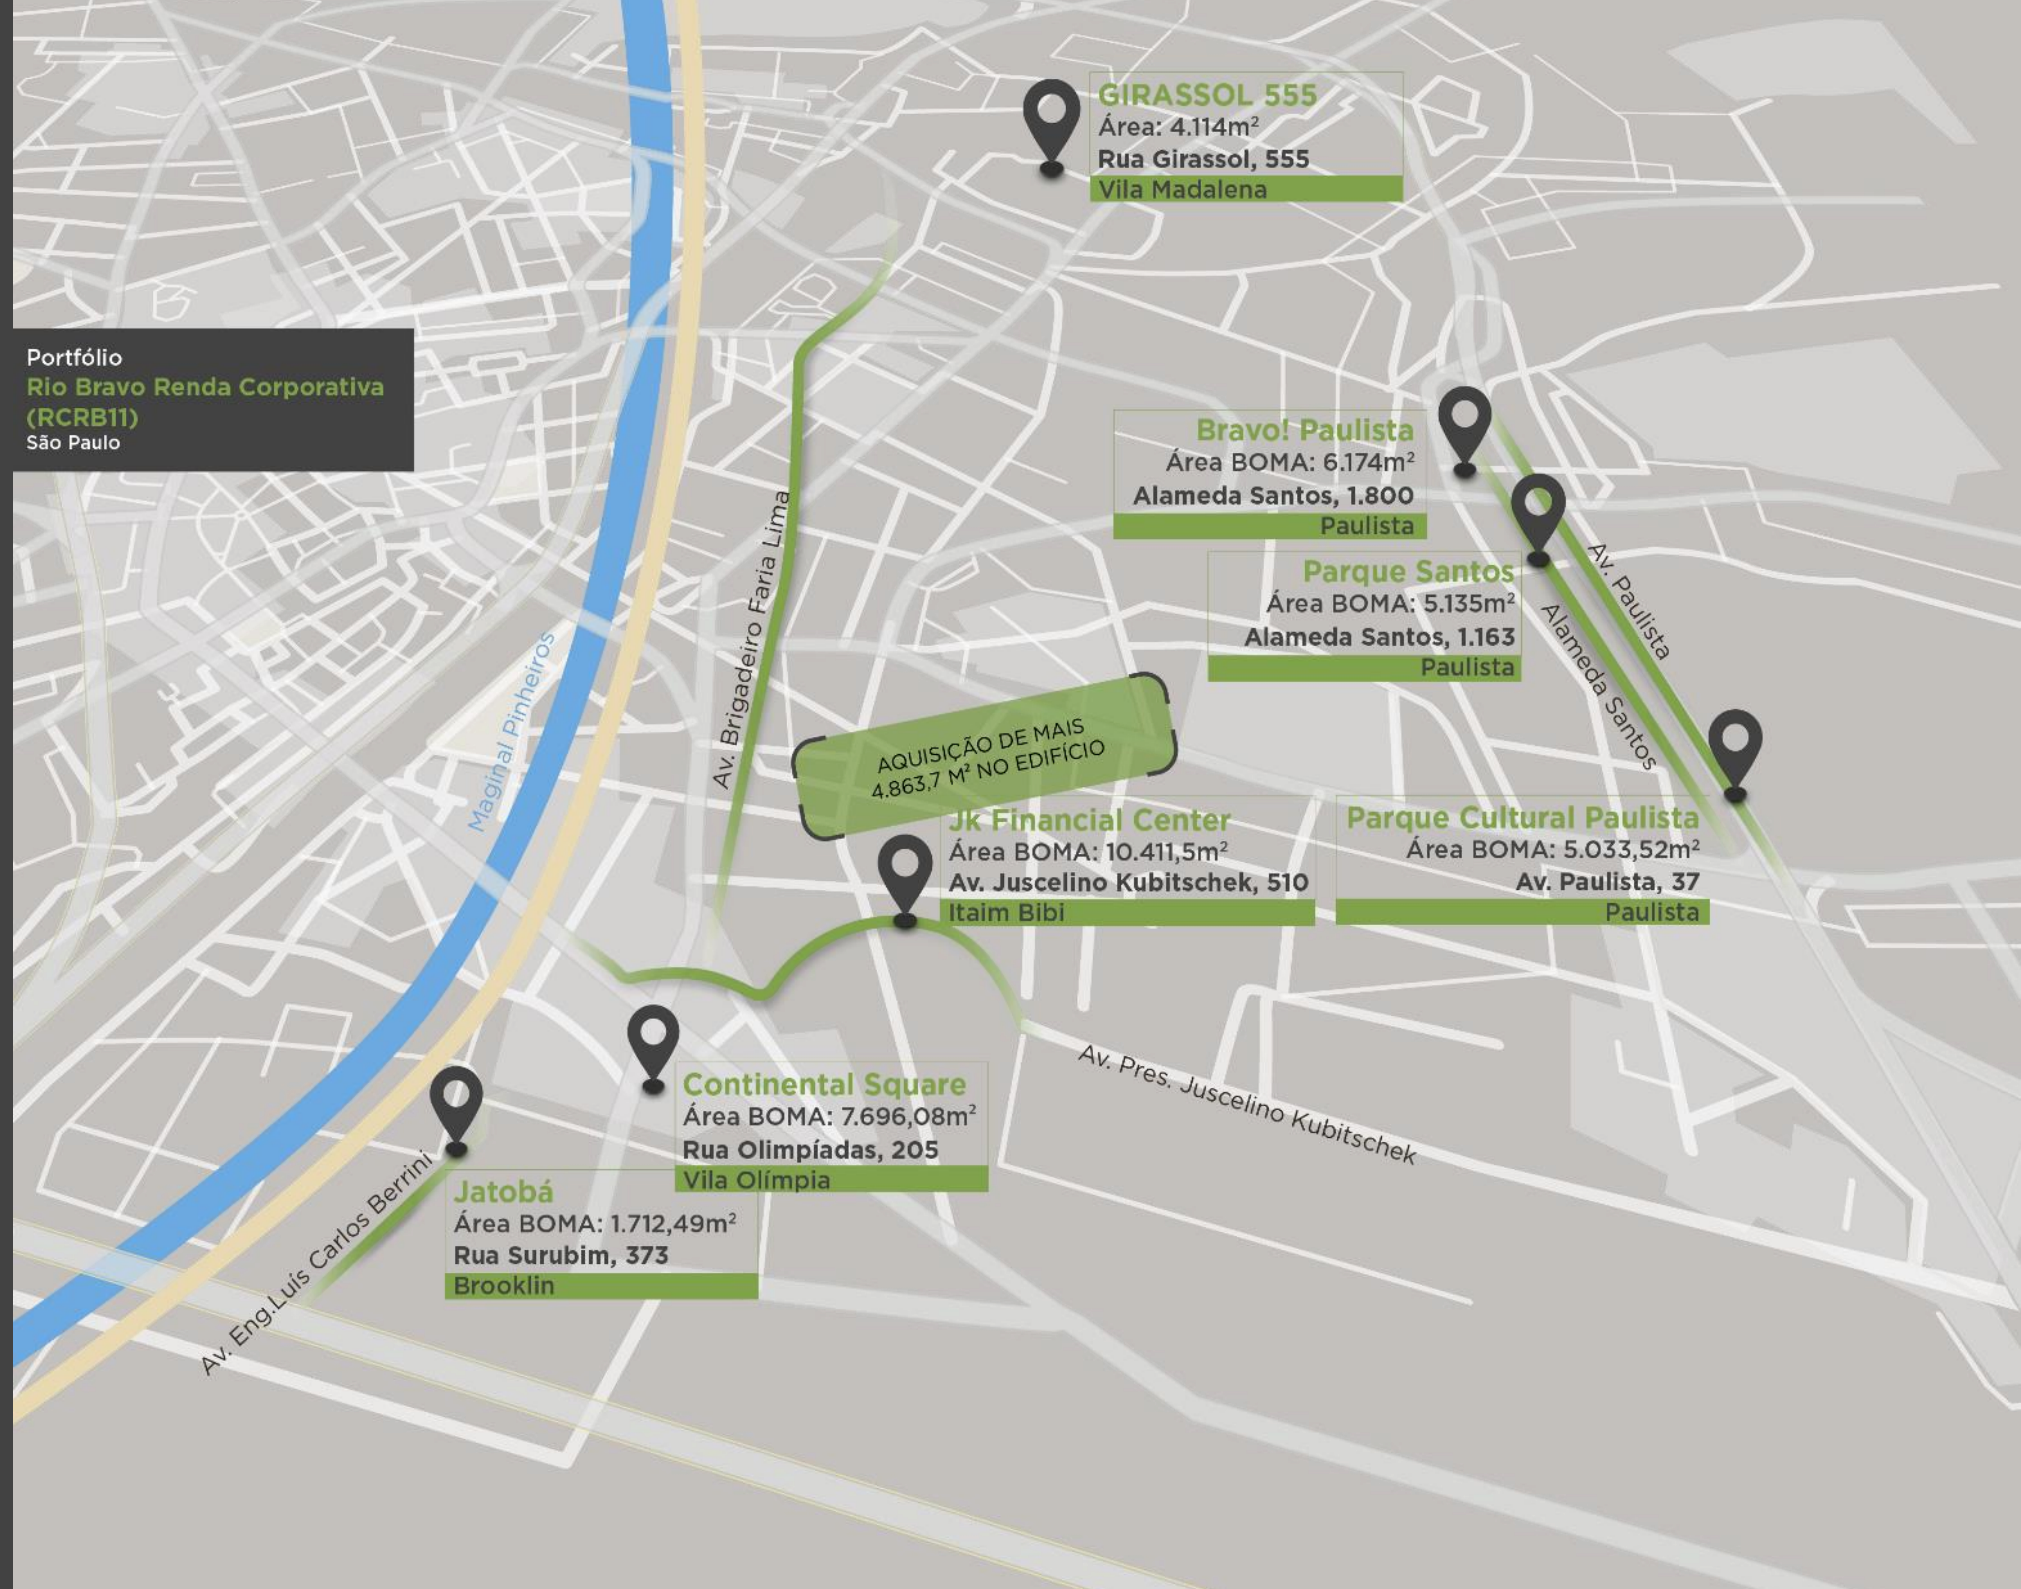 GIRASSOL 555
Área: 4.114m²
Rua Girassol, 555
Vila Madalena
Portfólio
Rio Bravo Renda Corporativa
(RCRB11)
São Paulo
Bravo! Paulista
Área BOMA: 6.174m²
Alameda Santos, 1.800
Paulista
Parque Santos
Área BOMA: 5.135m²
Alameda Santos, 1.163
Paulista
Av. Paulista
Alameda Santos
Av. Brigadeiro Faria Lima
Maginal Pinheiros
AQUISIÇÃO DE MAIS
4.863,7 M² NO EDIFÍCIO
Jk Financial Center
Área BOMA: 10.411,5m²
Av. Juscelino Kubitschek, 510
Itaim Bibi
Parque Cultural Paulista
Área BOMA: 5.033,52m²
Av. Paulista, 37
Paulista
Av. Pres. Juscelino Kubitschek
Continental Square
Área BOMA: 7.696,08m²
Rua Olimpíadas, 205
Vila Olímpia
Jatobá
Área BOMA: 1.712,49m²
Rua Surubim, 373
Brooklin
Av. Eng.Luís Carlos Berrini